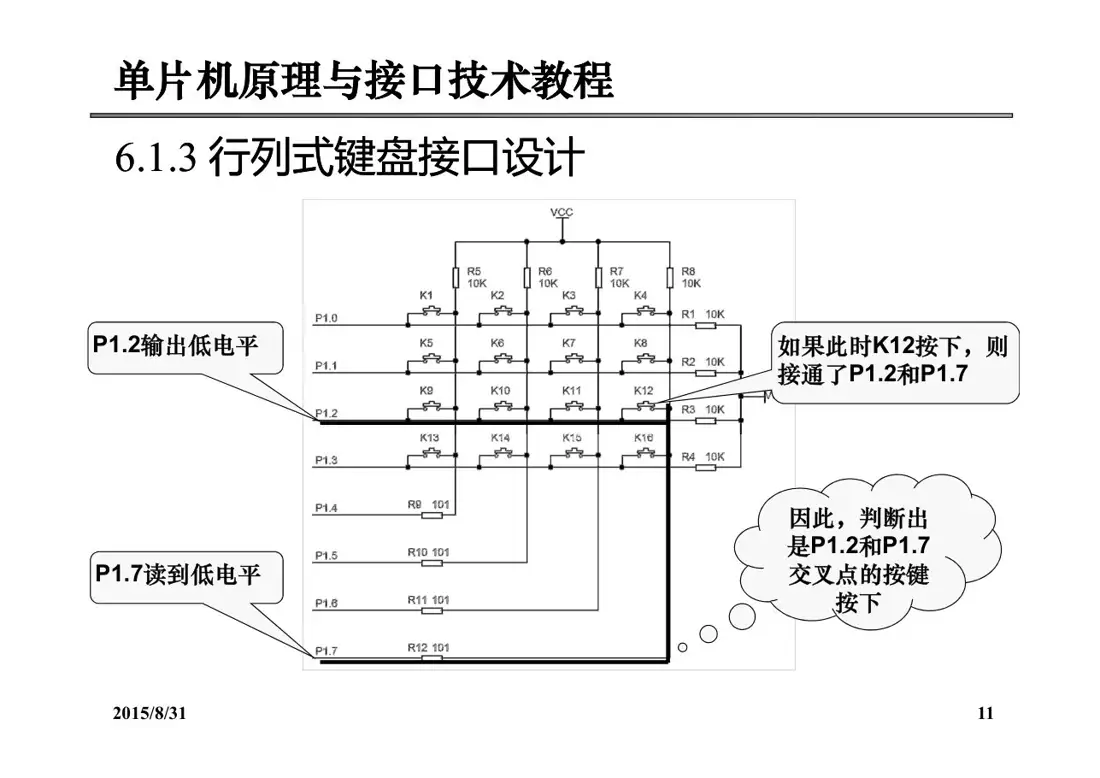 单片机原理与接口技术教程
6.1.3 行列式键盘接口设计
VCC
R5 R6 R7 R8
10K 10K 10K 10K
K1 K2 K3 K4
P1.0
R1 10K
P1.2输出低电平
如果此时K12按下，则
接通了P1.2和P1.7
K5 K6 K7 K8
P1.1
R2 10K
K9 K10 K11 K12
P1.2
R3 10K
K13 K14 K15 K16
P1.3
R4 10K
P1.4
R9 101
P1.5
R10 101
P1.6
R11 101
P1.7
R12 101
P1.7读到低电平
因此，判断出
是P1.2和P1.7
交叉点的按键
按下
2015/8/31
11